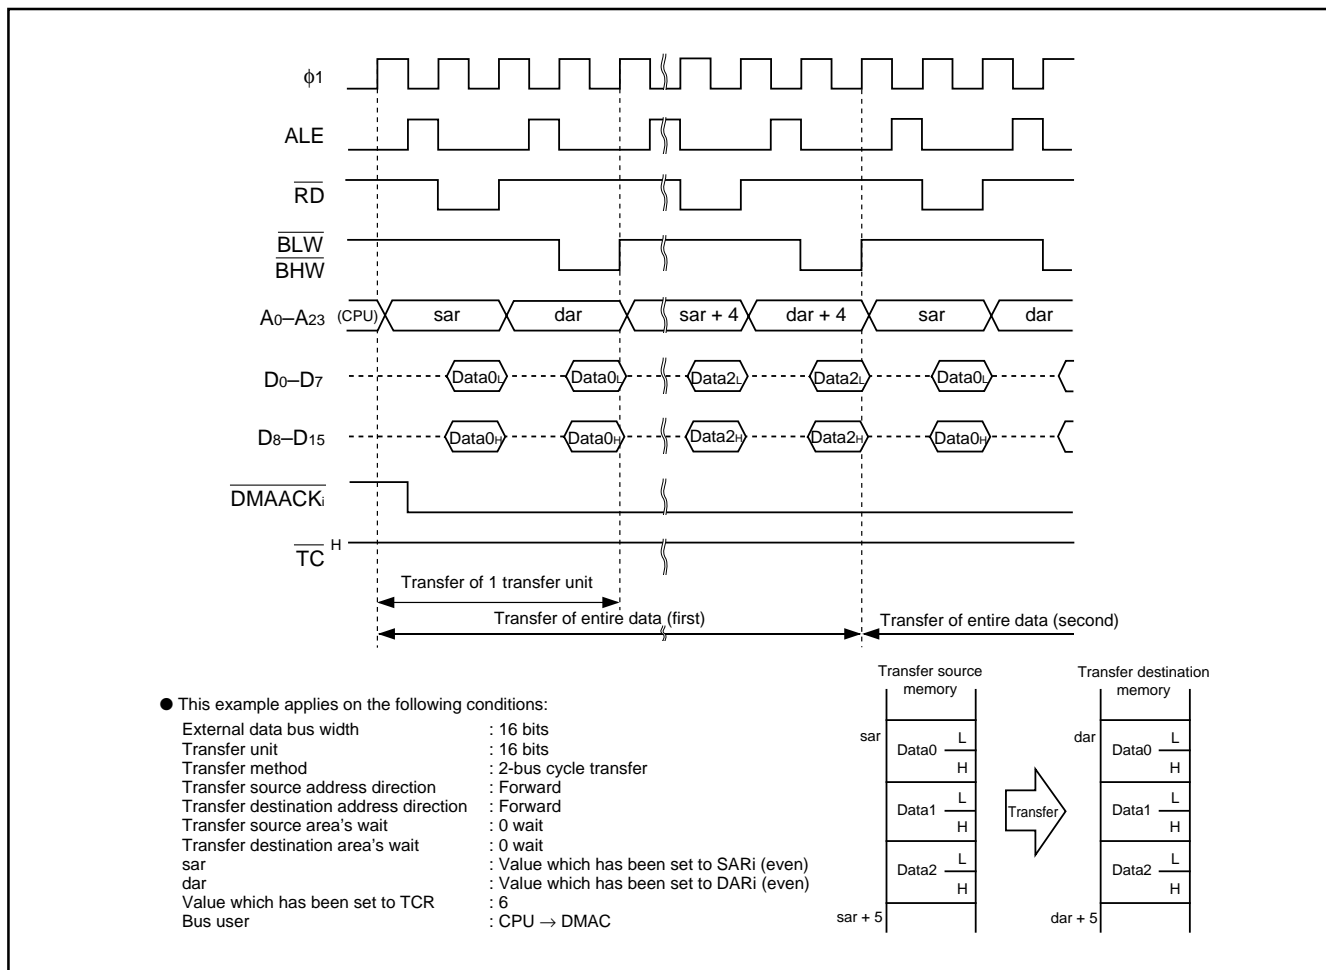 ϕ1
ALE
RD
BLW
BHW
A0–A23 (CPU) sar dar sar + 4 dar + 4 sar dar
D0–D7 Data0L Data0L Data2L Data2L Data0L
D8–D15 Data0H Data0H Data2H Data2H Data0H
DMAACKi
TC H
Transfer of 1 transfer unit
Transfer of entire data (first) Transfer of entire data (second)
● This example applies on the following conditions:
External data bus width : 16 bits
Transfer unit : 16 bits
Transfer method : 2-bus cycle transfer
Transfer source address direction : Forward
Transfer destination address direction : Forward
Transfer source area's wait : 0 wait
Transfer destination area's wait : 0 wait
sar : Value which has been set to SARi (even)
dar : Value which has been set to DARi (even)
Value which has been set to TCR : 6
Bus user : CPU → DMAC
Transfer source
memory
sar
Data0 L
H
Data1 L
H
Data2 L
H
sar + 5
Transfer
Transfer destination
memory
dar
Data0 L
H
Data1 L
H
Data2 L
H
dar + 5